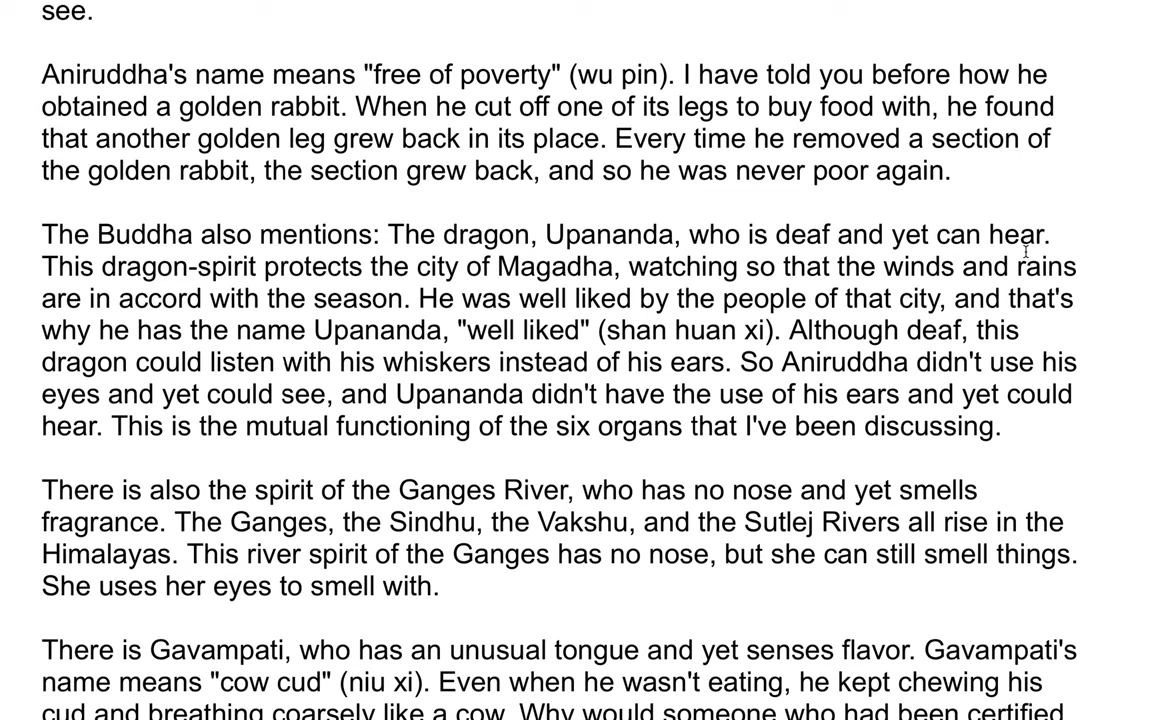 see.
Aniruddha's name means "free of poverty" (wu pin). I have told you before how he
obtained a golden rabbit. When he cut off one of its legs to buy food with, he found
that another golden leg grew back in its place. Every time he removed a section of
the golden rabbit, the section grew back, and so he was never poor again.
The Buddha also mentions: The dragon, Upananda, who is deaf and yet can hear.
This dragon-spirit protects the city of Magadha, watching so that the winds and rains
are in accord with the season. He was well liked by the people of that city, and that's
why he has the name Upananda, "well liked" (shan huan xi). Although deaf, this
dragon could listen with his whiskers instead of his ears. So Aniruddha didn't use his
eyes and yet could see, and Upananda didn't have the use of his ears and yet could
hear. This is the mutual functioning of the six organs that I've been discussing.
There is also the spirit of the Ganges River, who has no nose and yet smells
fragrance. The Ganges, the Sindhu, the Vakshu, and the Sutlej Rivers all rise in the
Himalayas. This river spirit of the Ganges has no nose, but she can still smell things.
She uses her eyes to smell with.
There is Gavampati, who has an unusual tongue and yet senses flavor. Gavampati's
name means "cow cud" (niu xi). Even when he wasn't eating, he kept chewing his
cud and breathing coarsely like a cow. Why would someone who had been certified